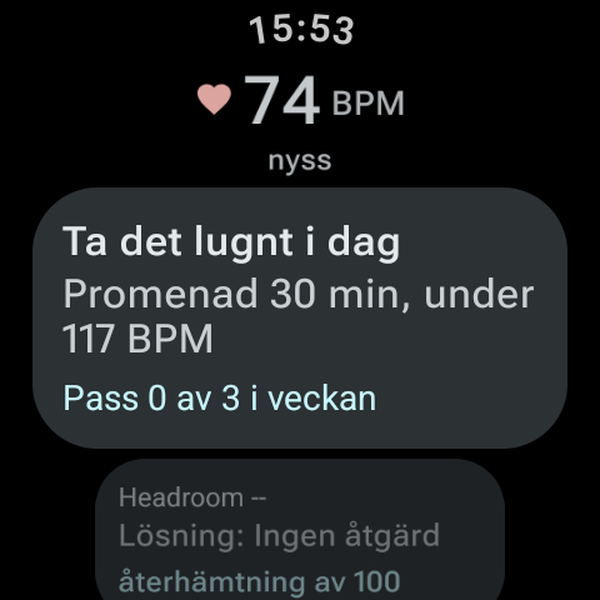 15:53
74 BPM
nyss
Ta det lugnt i dag
Promenad 30 min, under
117 BPM
Pass 0 av 3 i veckan
Headroom --
Lösning: Ingen åtgärd
återhämtning av 100